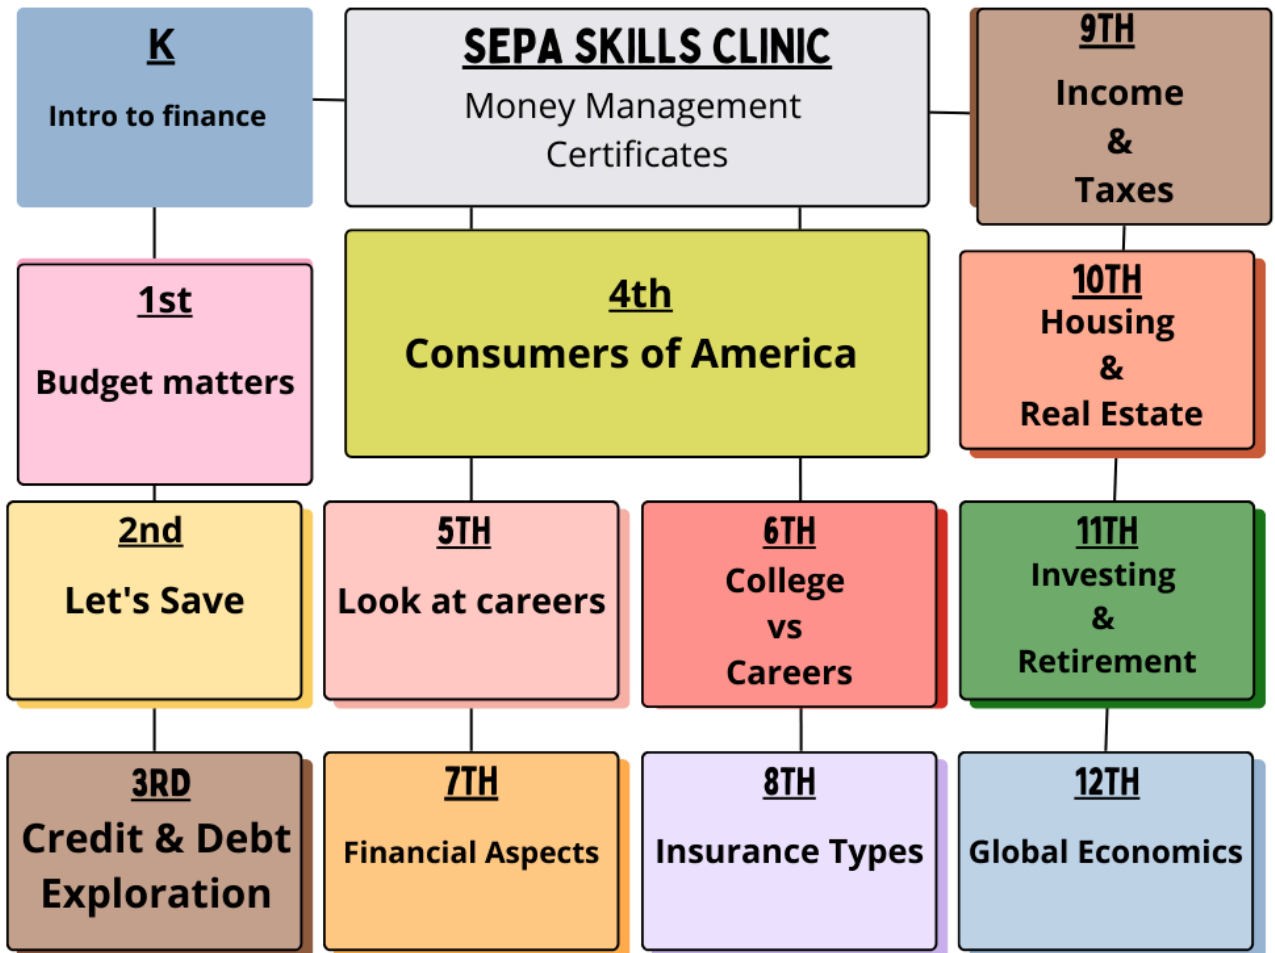 K
Intro to finance
SEPA SKILLS CLINIC
Money Management
Certificates
9TH
Income
&
Taxes
1st
Budget matters
4th
Consumers of America
10TH
Housing
&
Real Estate
2nd
Let's Save
5TH
Look at careers
6TH
College
vs
Careers
11TH
Investing
&
Retirement
3RD
Credit & Debt
Exploration
7TH
Financial Aspects
8TH
Insurance Types
12TH
Global Economics